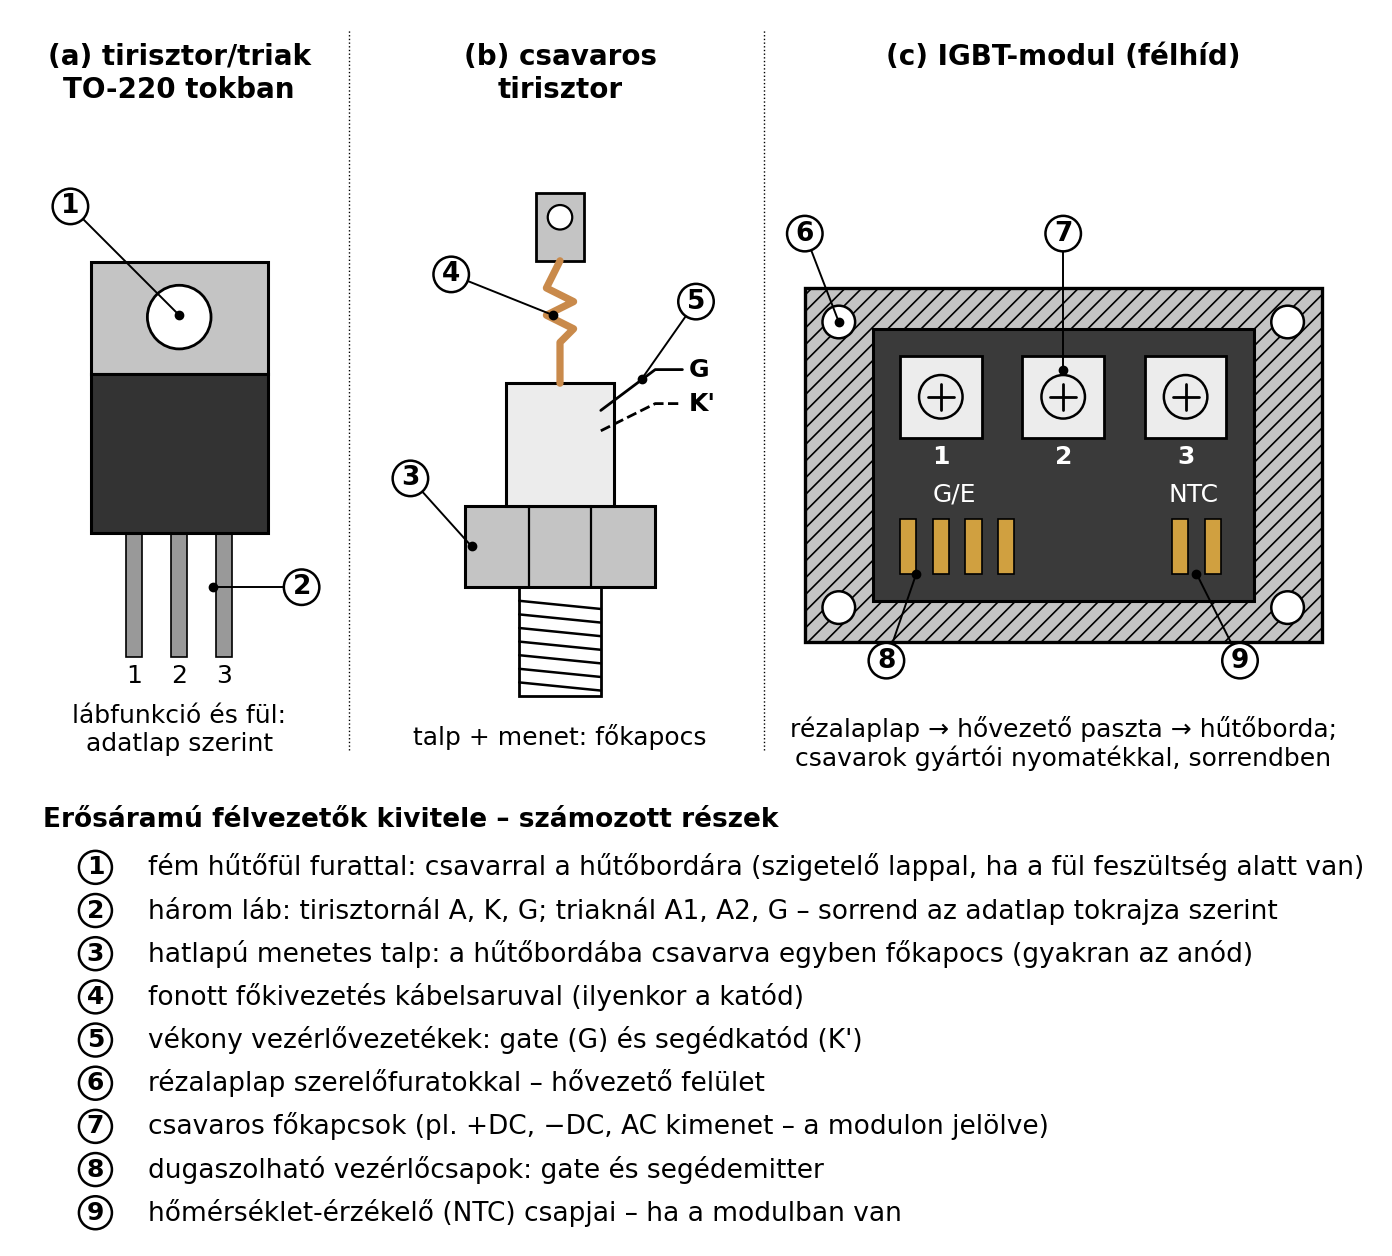 (a) tirisztor/triak
TO-220 tokban
(b) csavaros
tirisztor
(c) IGBT-modul (félhíd)
1
2
1 2 3
lábfunkció és fül:
adatlap szerint
4
5
G
K'
3
talp + menet: főkapocs
6
7
1 2 3
G/E NTC
8
9
rézalaplap → hővezető paszta → hűtőborda;
csavarok gyártói nyomatékkal, sorrendben
Erősáramú félvezetők kivitele – számozott részek
1 fém hűtőfül furattal: csavarral a hűtőbordára (szigetelő lappal, ha a fül feszültség alatt van)
2 három láb: tirisztornál A, K, G; triaknál A1, A2, G – sorrend az adatlap tokrajza szerint
3 hatlapú menetes talp: a hűtőbordába csavarva egyben főkapocs (gyakran az anód)
4 fonott főkivezetés kábelsaruval (ilyenkor a katód)
5 vékony vezérlővezetékek: gate (G) és segédkatód (K')
6 rézalaplap szerelőfuratokkal – hővezető felület
7 csavaros főkapcsok (pl. +DC, −DC, AC kimenet – a modulon jelölve)
8 dugaszolható vezérlőcsapok: gate és segédemitter
9 hőmérséklet-érzékelő (NTC) csapjai – ha a modulban van